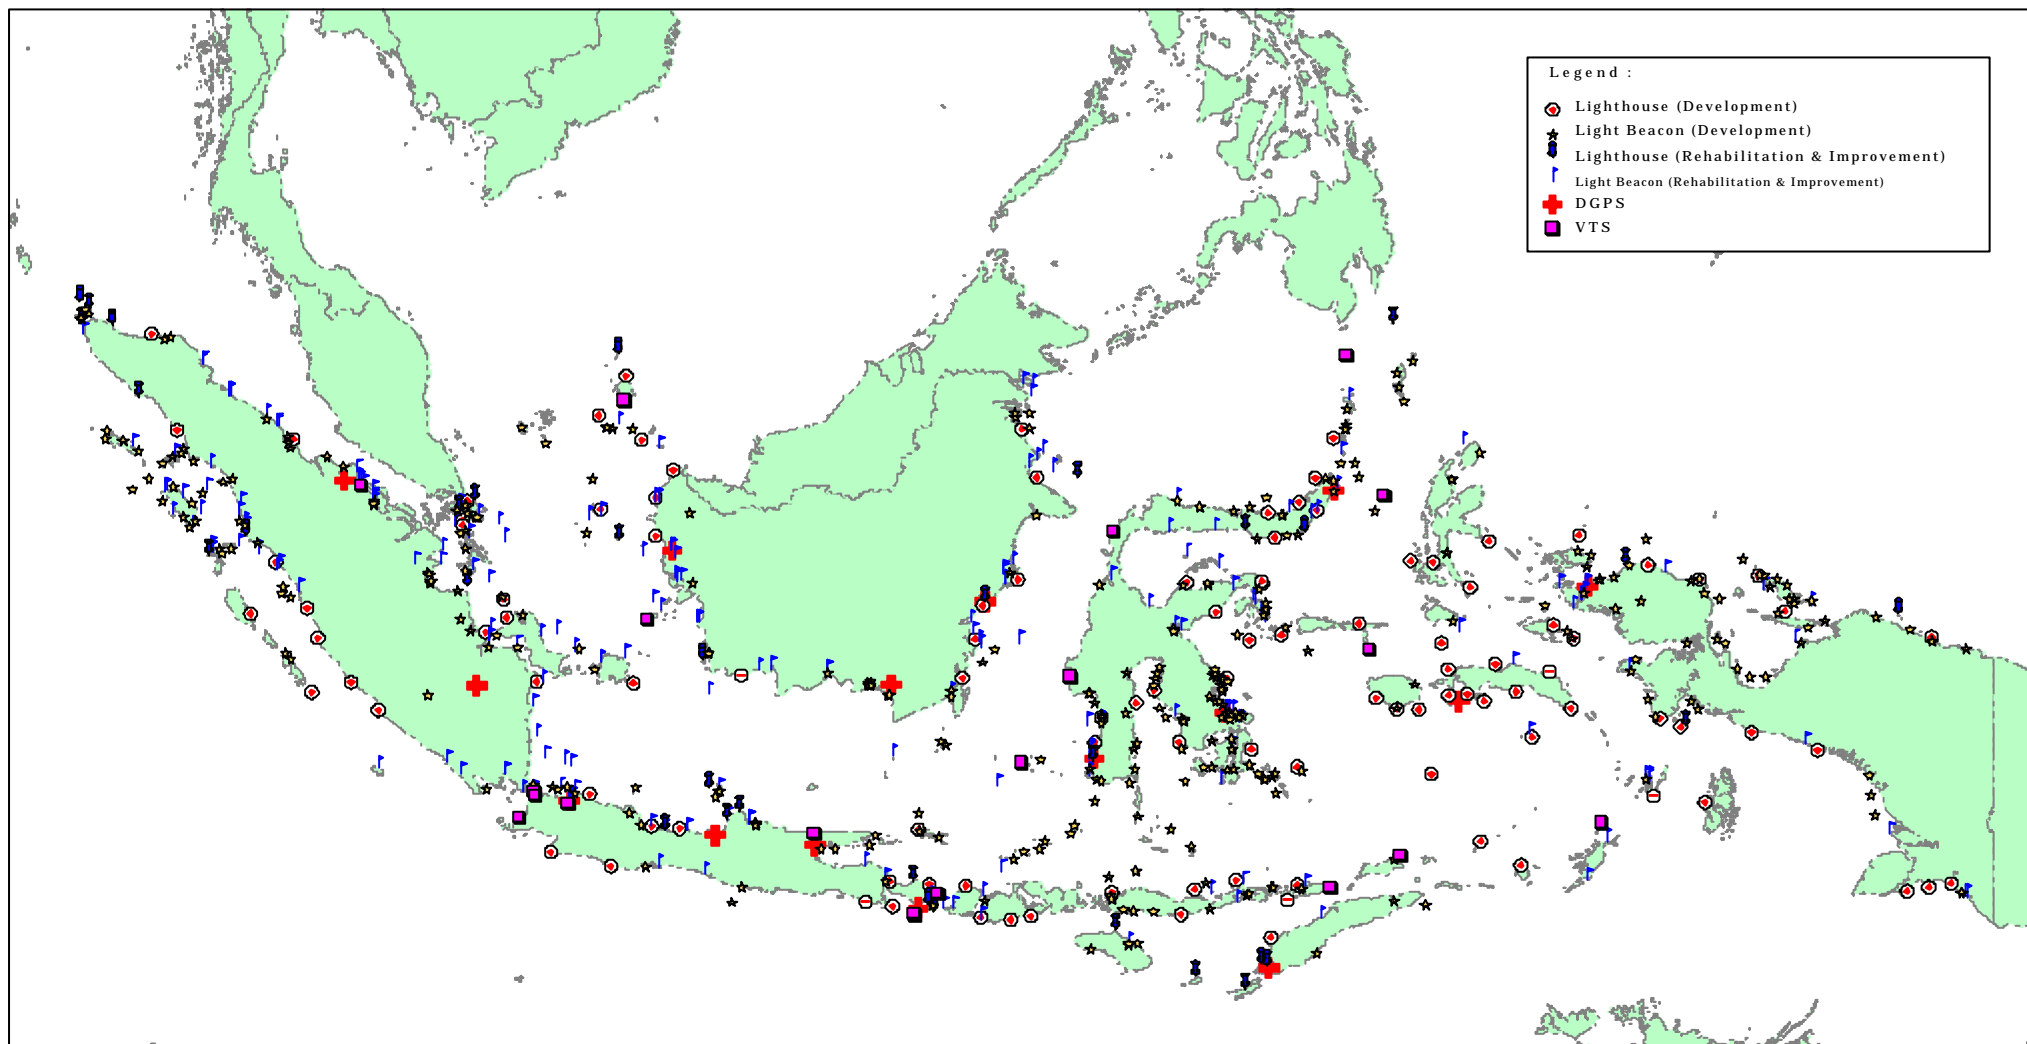 Legend :
Lighthouse (Development)
Light Beacon (Development)
Lighthouse (Rehabilitation & Improvement)
Light Beacon (Rehabilitation & Improvement)
DGPS
VTS